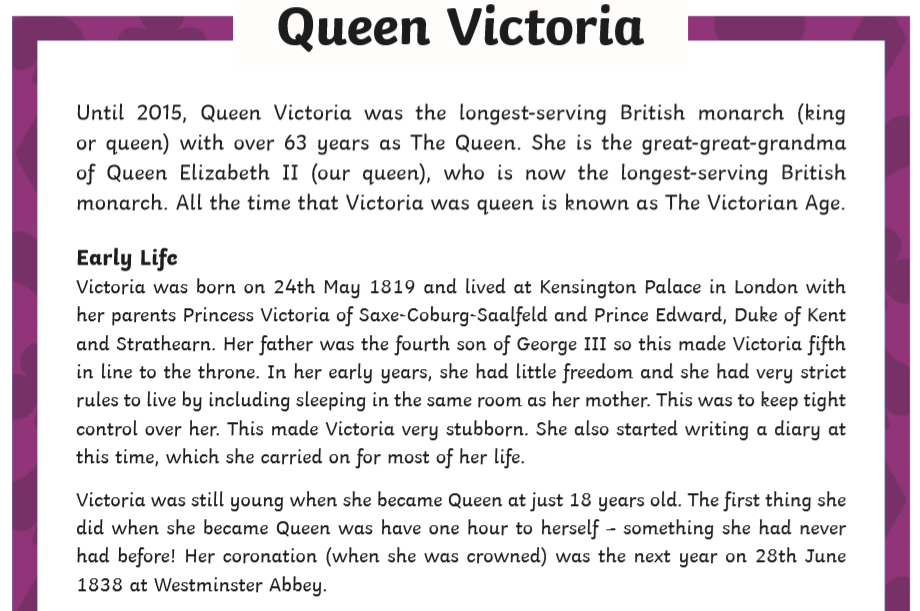 Queen Victoria
Until 2015, Queen Victoria was the longest-serving British monarch (king
or queen) with over 63 years as The Queen. She is the great-great-grandma
of Queen Elizabeth II (our queen), who is now the longest-serving British
monarch. All the time that Victoria was queen is known as The Victorian Age.
Early Life
Victoria was born on 24th May 1819 and lived at Kensington Palace in London with
her parents Princess Victoria of Saxe-Coburg-Saalfeld and Prince Edward, Duke of Kent
and Strathearn. Her father was the fourth son of George III so this made Victoria fifth
in line to the throne. In her early years, she had little freedom and she had very strict
rules to live by including sleeping in the same room as her mother. This was to keep tight
control over her. This made Victoria very stubborn. She also started writing a diary at
this time, which she carried on for most of her life.
Victoria was still young when she became Queen at just 18 years old. The first thing she
did when she became Queen was have one hour to herself – something she had never
had before! Her coronation (when she was crowned) was the next year on 28th June
1838 at Westminster Abbey.